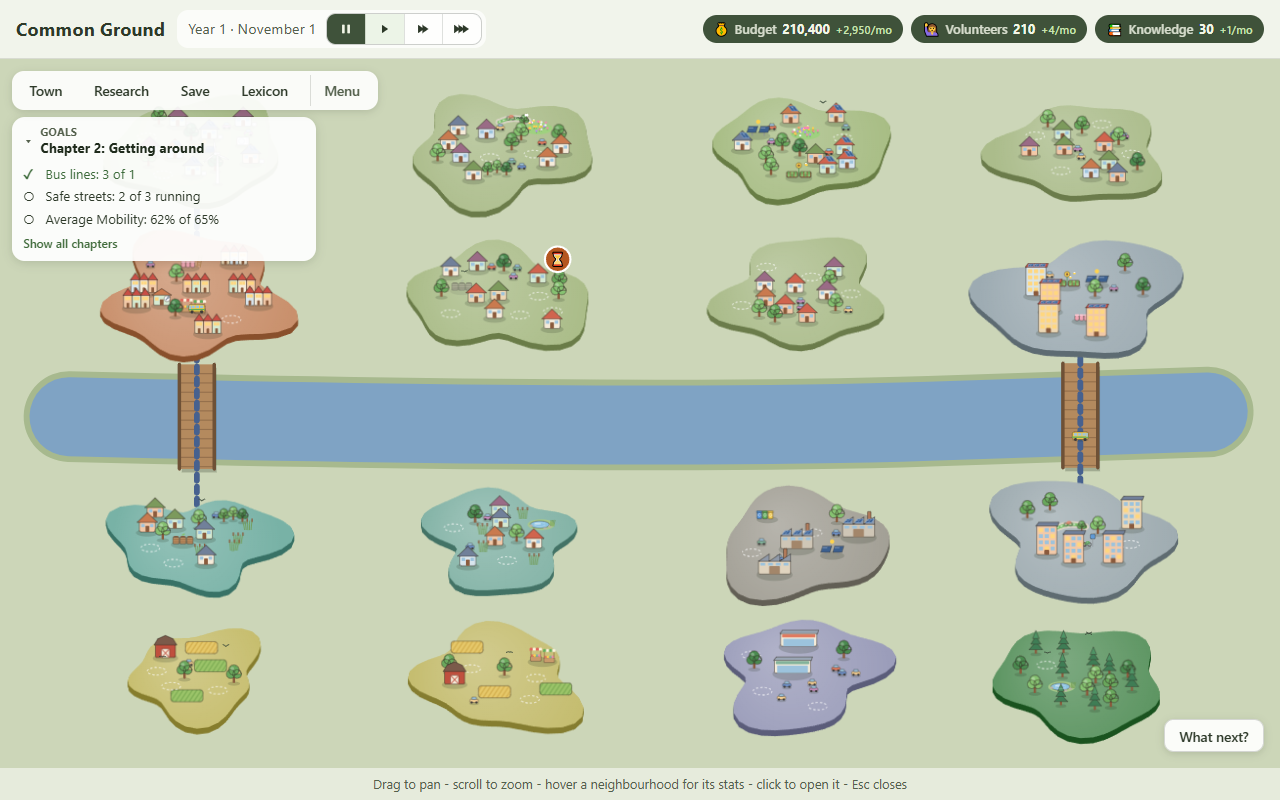 Common Ground
Year 1 · November 1
Budget 210,400 +2,950/mo
Volunteers 210 +4/mo
Knowledge 30 +1/mo
Town Research Save Lexicon Menu
GOALS
Chapter 2: Getting around
Bus lines: 3 of 1
Safe streets: 2 of 3 running
Average Mobility: 62% of 65%
Show all chapters
What next?
Drag to pan - scroll to zoom - hover a neighbourhood for its stats - click to open it - Esc closes